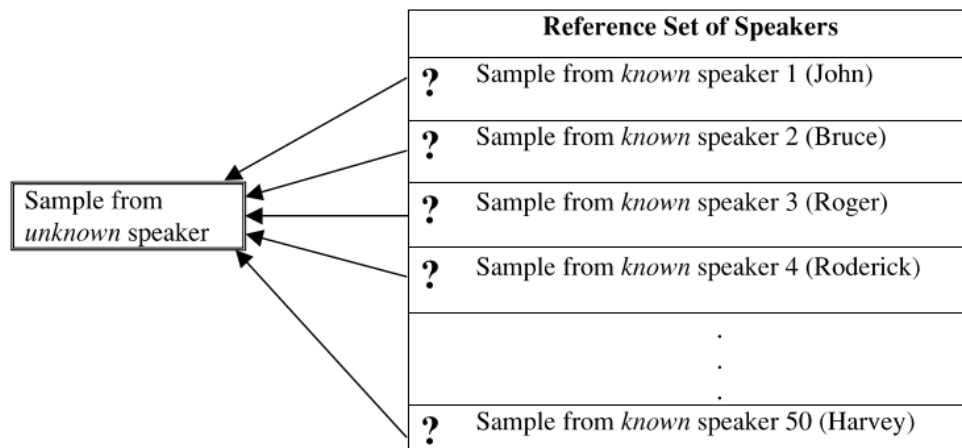 Reference Set of Speakers
? Sample from known speaker 1 (John)
? Sample from known speaker 2 (Bruce)
Sample from
unknown speaker
? Sample from known speaker 3 (Roger)
? Sample from known speaker 4 (Roderick)
.
.
.
? Sample from known speaker 50 (Harvey)